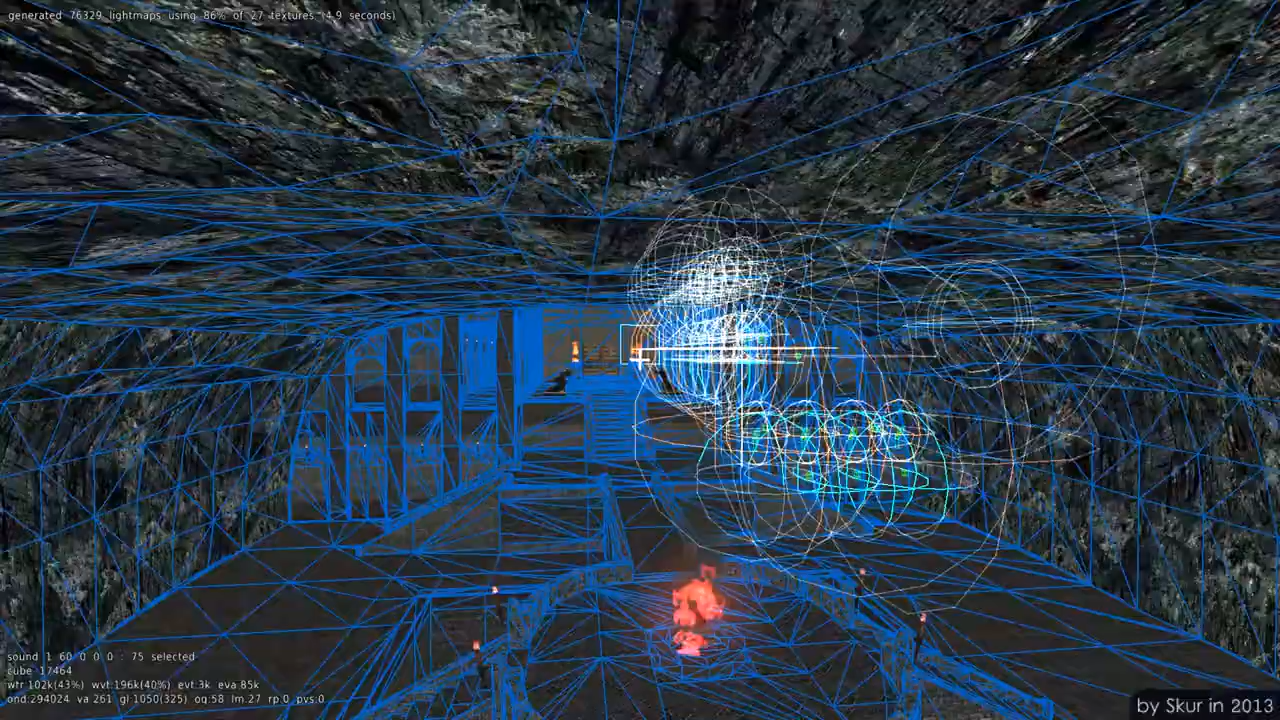 generated 76329 lightmaps using 86% of 27 textures (4.9 seconds)
sound 1 60 0 0 0 : 75 selected
cube 17464
wtr:102k(43%) wvt:196k(40%) evt:3k eva:85k
ond:294024 va:261 gl:1050(325) oq:58 lm:27 rp:0 pvs:0
by Skur in 2013